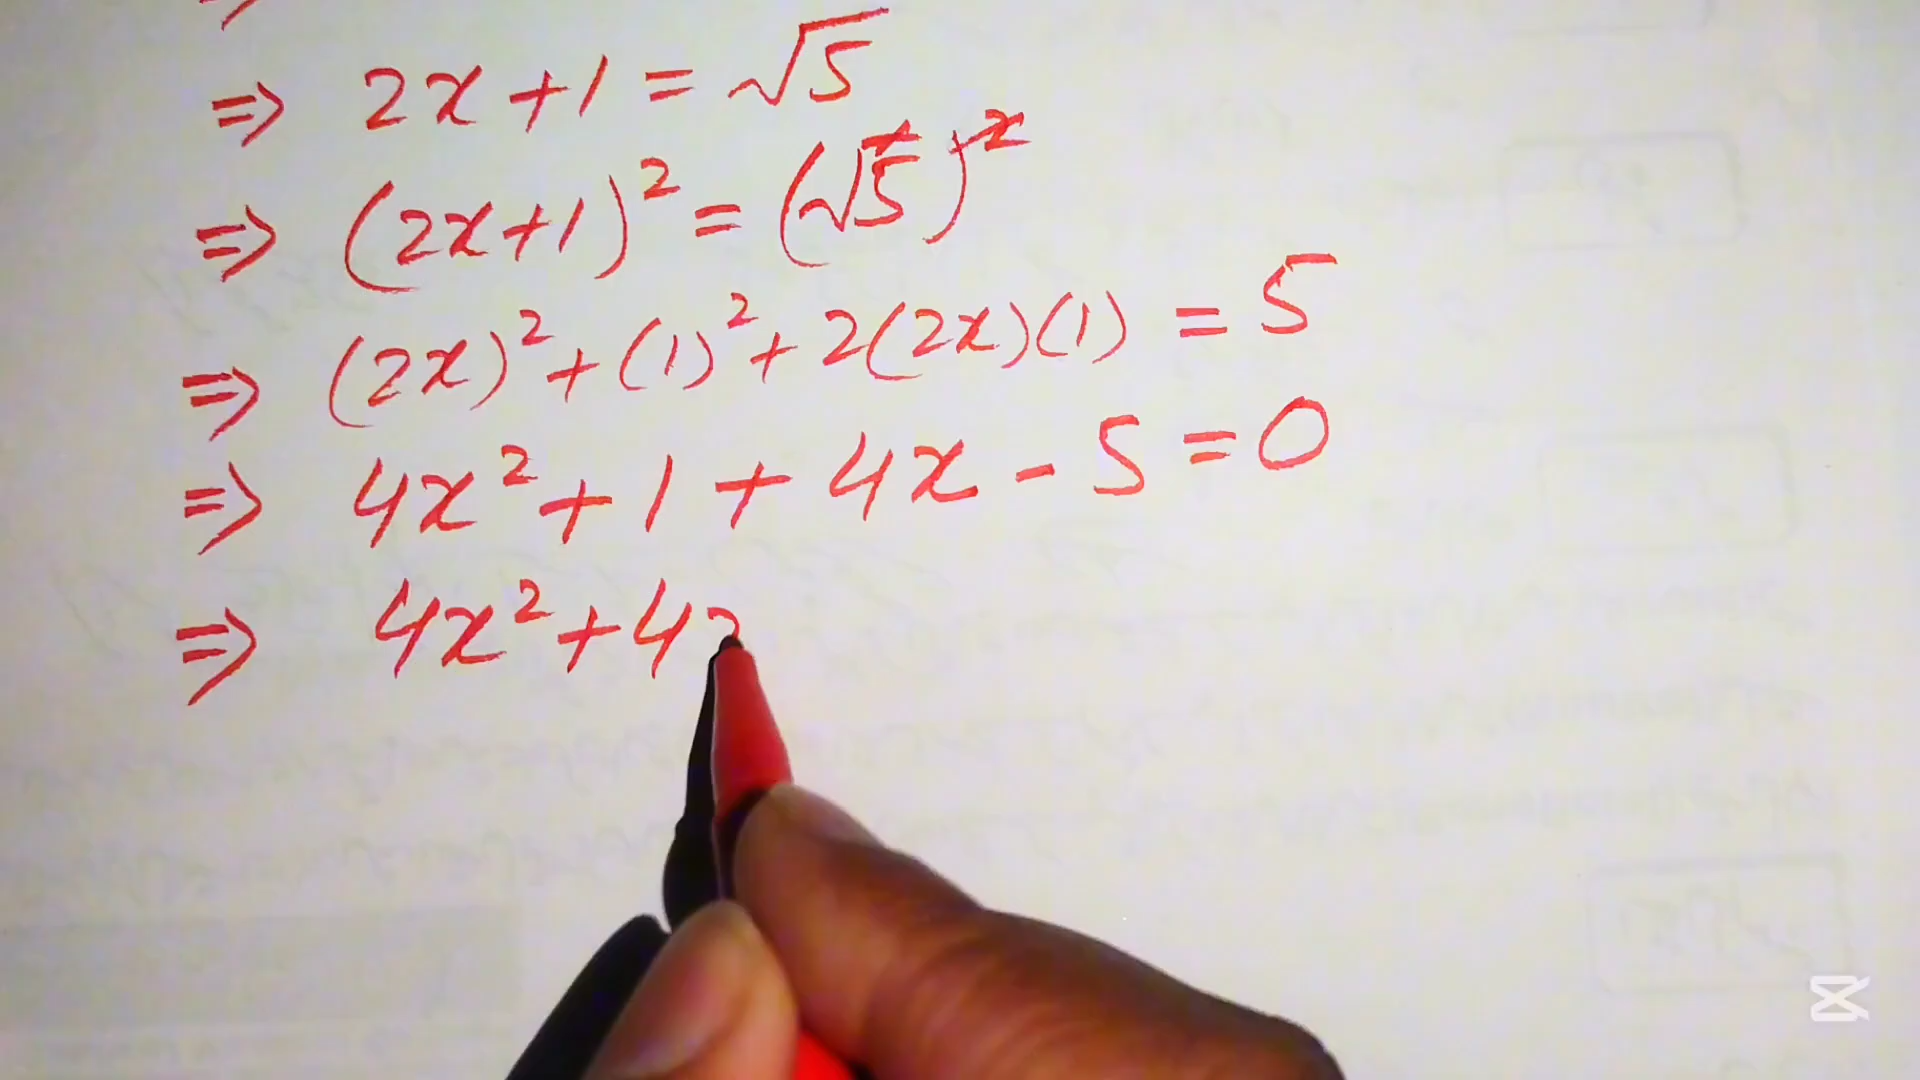 ⇒ 2x + 1 = √5
⇒ (2x+1)² = (√5)²
⇒ (2x)² + (1)² + 2(2x)(1) = 5
⇒ 4x² + 1 + 4x - 5 = 0
⇒ 4x² + 4x